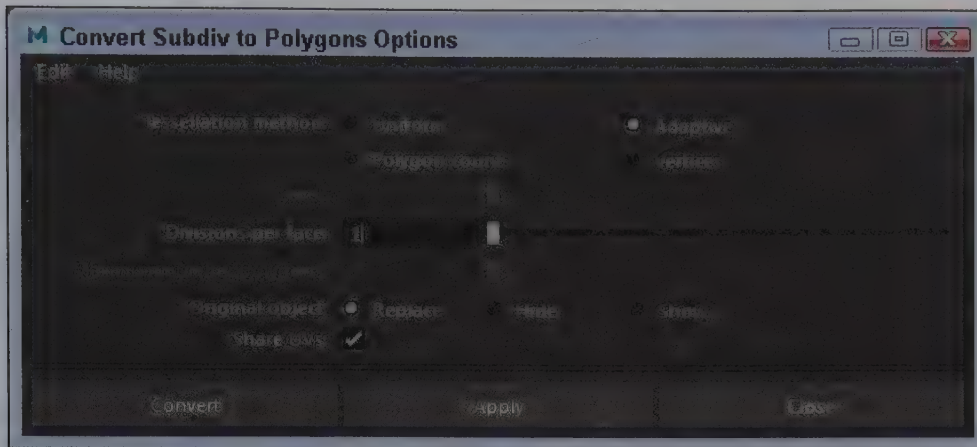 M Convert Subdiv to Polygons Options
Edit Help
Tessellation method: Uniform Adaptive
Polygon count Vertices
Divisions per face: 1
Original object: Replace Hide Show
Share UVs:
Convert Apply Close